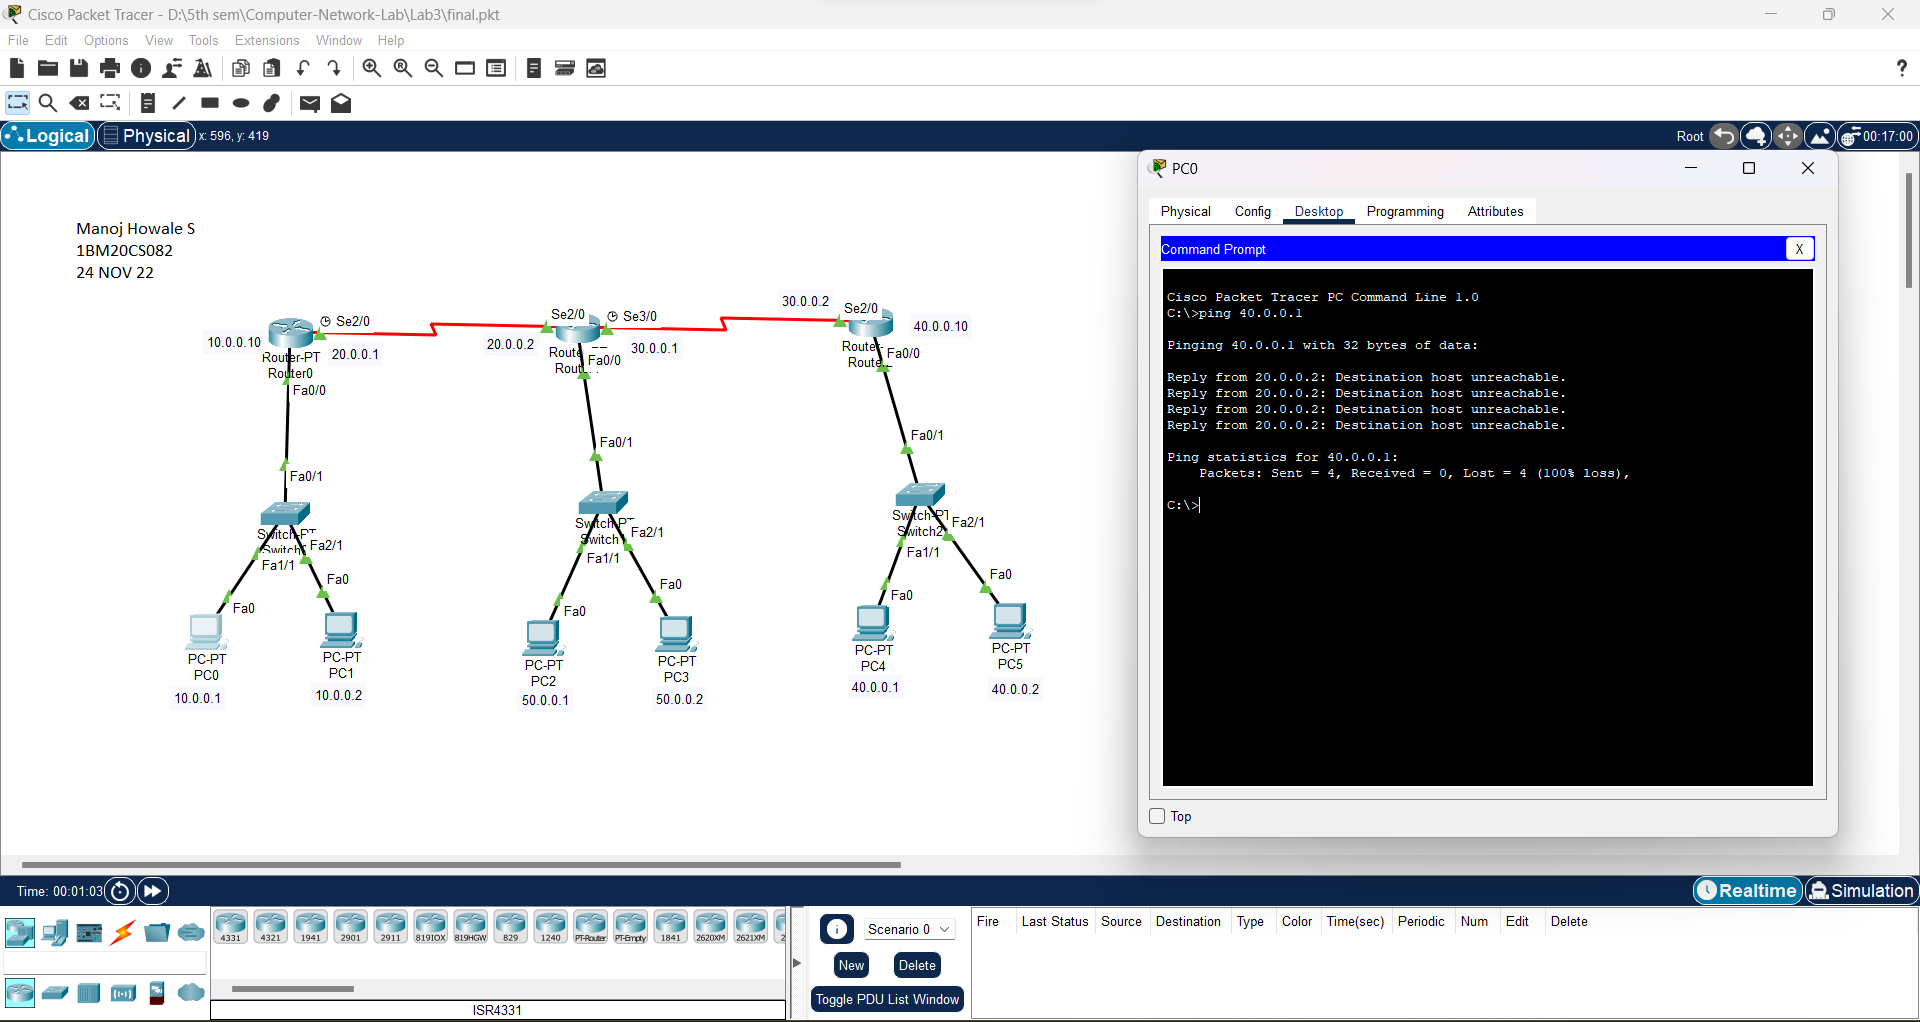 Cisco Packet Tracer - D:\5th sem\Computer-Network-Lab\Lab3\final.pkt
File Edit Options View Tools Extensions Window Help
?
Logical Physical x: 596, y: 419
Root 00:17:00
PC0
Physical Config Desktop Programming Attributes
Command Prompt X
Cisco Packet Tracer PC Command Line 1.0
C:\>ping 40.0.0.1
Pinging 40.0.0.1 with 32 bytes of data:
Reply from 20.0.0.2: Destination host unreachable.
Reply from 20.0.0.2: Destination host unreachable.
Reply from 20.0.0.2: Destination host unreachable.
Reply from 20.0.0.2: Destination host unreachable.
Ping statistics for 40.0.0.1:
Packets: Sent = 4, Received = 0, Lost = 4 (100% loss),
C:\>
Top
Manoj Howale S
1BM20CS082
24 NOV 22
10.0.0.10
Se2/0
20.0.0.1
Router-PT
Router0
Fa0/0
Fa0/1
Fa2/1
Fa1/1
Fa0
Fa0
PC-PT
PC0
10.0.0.1
PC-PT
PC1
10.0.0.2
Se2/0
Se3/0
20.0.0.2
30.0.0.1
Fa0/0
Fa0/1
Switch
Fa2/1
Fa1/1
Fa0
Fa0
PC-PT
PC2
50.0.0.1
PC-PT
PC3
50.0.0.2
30.0.0.2
Se2/0
40.0.0.10
Fa0/0
Fa0/1
Switch-PT
Switch2
Fa2/1
Fa1/1
Fa0
Fa0
PC-PT
PC4
40.0.0.1
PC-PT
PC5
40.0.0.2
Time: 00:01:03
Realtime Simulation
4331 4321 1941 2901 2911 819IOX 819HGW 829 1240 PT-Router PT-Empty 1841 2620XM 2621XM
ISR4331
Scenario 0
New Delete
Toggle PDU List Window
Fire Last Status Source Destination Type Color Time(sec) Periodic Num Edit Delete